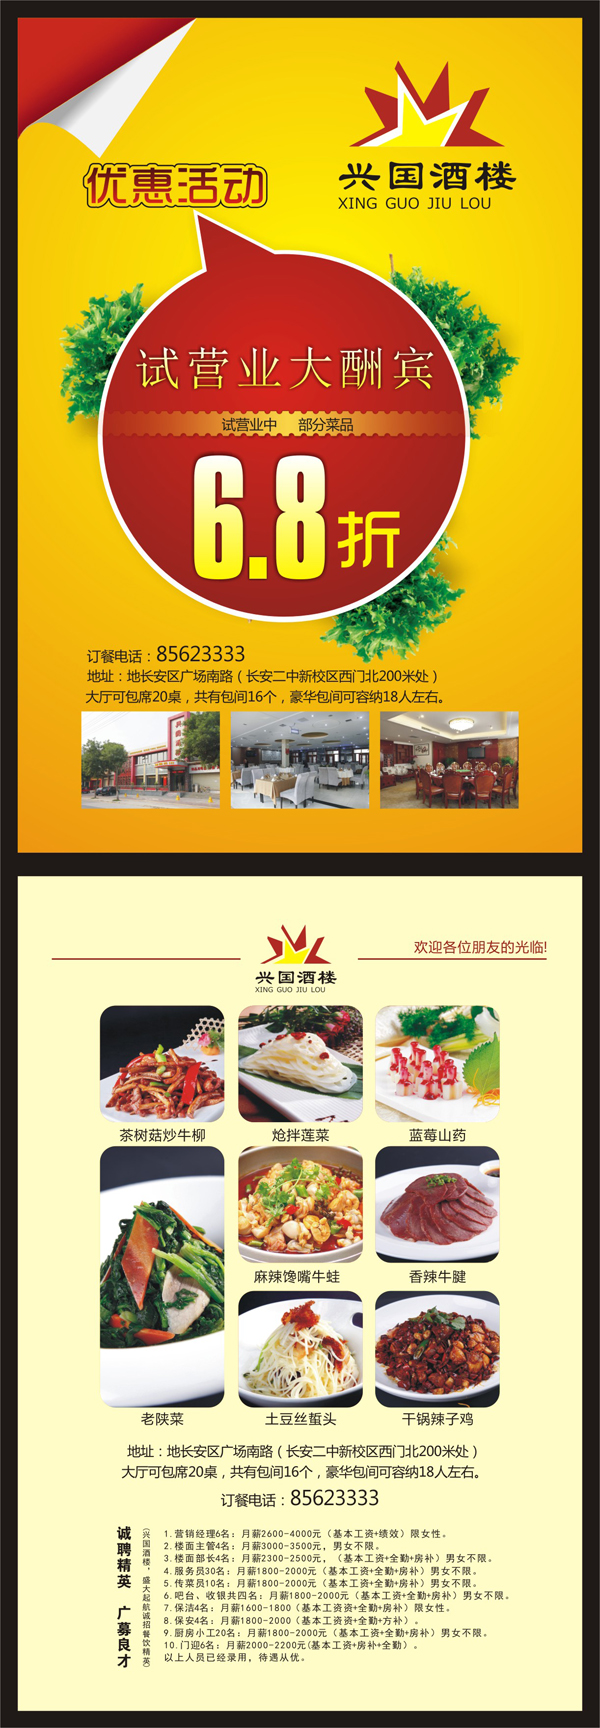 优惠活动
兴国酒楼
XING GUO JIU LOU
试营业大酬宾
试营业中 部分菜品
6.8折
订餐电话：85623333
地址：地长安区广场南路（长安二中新校区西门北200米处）
大厅可包席20桌，共有包间16个，豪华包间可容纳18人左右。
兴国酒楼
XING GUO JIU LOU
欢迎各位朋友的光临!
茶树菇炒牛柳
炝拌莲菜
蓝莓山药
麻辣馋嘴牛蛙
香辣牛腱
老陕菜
土豆丝蜇头
干锅辣子鸡
地址：地长安区广场南路（长安二中新校区西门北200米处）
大厅可包席20桌，共有包间16个，豪华包间可容纳18人左右。
订餐电话：85623333
诚聘精英 广募良才
（兴国酒楼，盛大起航诚招餐饮精英）
1.营销经理6名：月薪2600-4000元（基本工资+绩效）限女性。
2.楼面主管4名：月薪3000-3500元，男女不限。
3.楼面部长4名：月薪2300-2500元，（基本工资+全勤+房补）男女不限。
4.服务员30名：月薪1800-2000元（基本工资+全勤+房补）男女不限。
5.传菜员10名：月薪1800-2000元（基本工资+全勤+房补）男女不限。
6.吧台、收银共四名：月薪1800-2000元（基本工资+全勤+房补）男女不限。
7.保洁4名：月薪1600-1800（基本工资资+全勤+房补）限女性。
8.保安4名：月薪1800-2000（基本工资资+全勤+方补）。
9.厨房小工20名：月薪1800-2000元（基本工资+全勤+房补）男女不限。
10.门迎6名：月薪2000-2200元(基本工资+房补+全勤）。
以上人员已经录用，待遇从优。